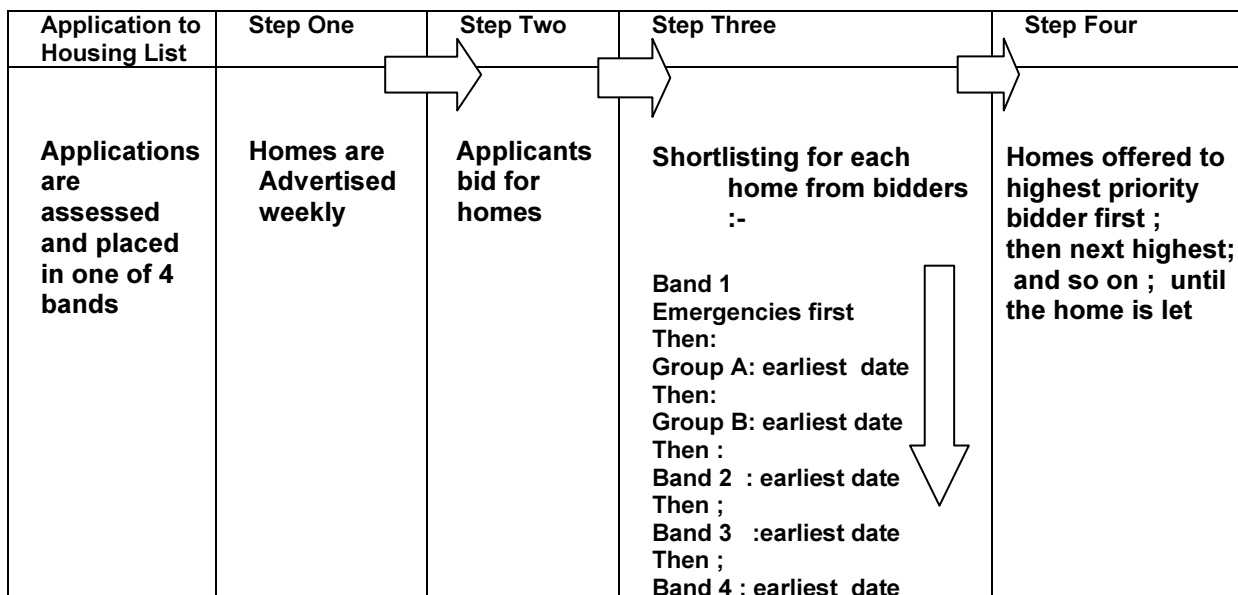 Application to
Housing List
Step One
Step Two
Step Three
Step Four
Applications
are
assessed
and placed
in one of 4
bands
Homes are
Advertised
weekly
Applicants
bid for
homes
Shortlisting for each
home from bidders
:-
Band 1
Emergencies first
Then:
Group A: earliest date
Then:
Group B: earliest date
Then :
Band 2 : earliest date
Then ;
Band 3 :earliest date
Then ;
Band 4 : earliest date
Homes offered to
highest priority
bidder first ;
then next highest;
and so on ; until
the home is let